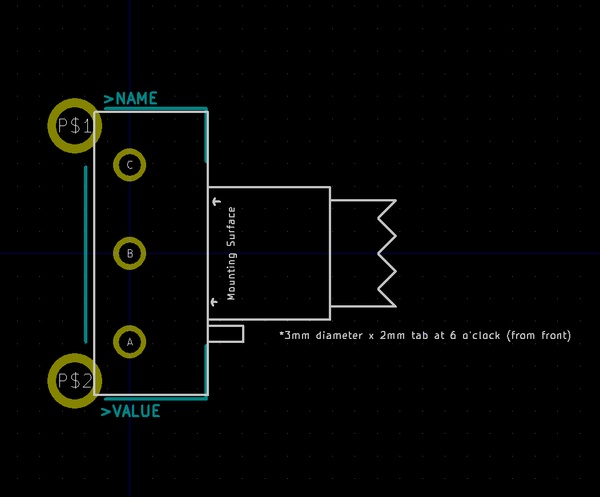 >NAME
P$1
C
Mounting Surface
B
A
*3mm diameter x 2mm tab at 6 o'clock (from front)
P$2
>VALUE